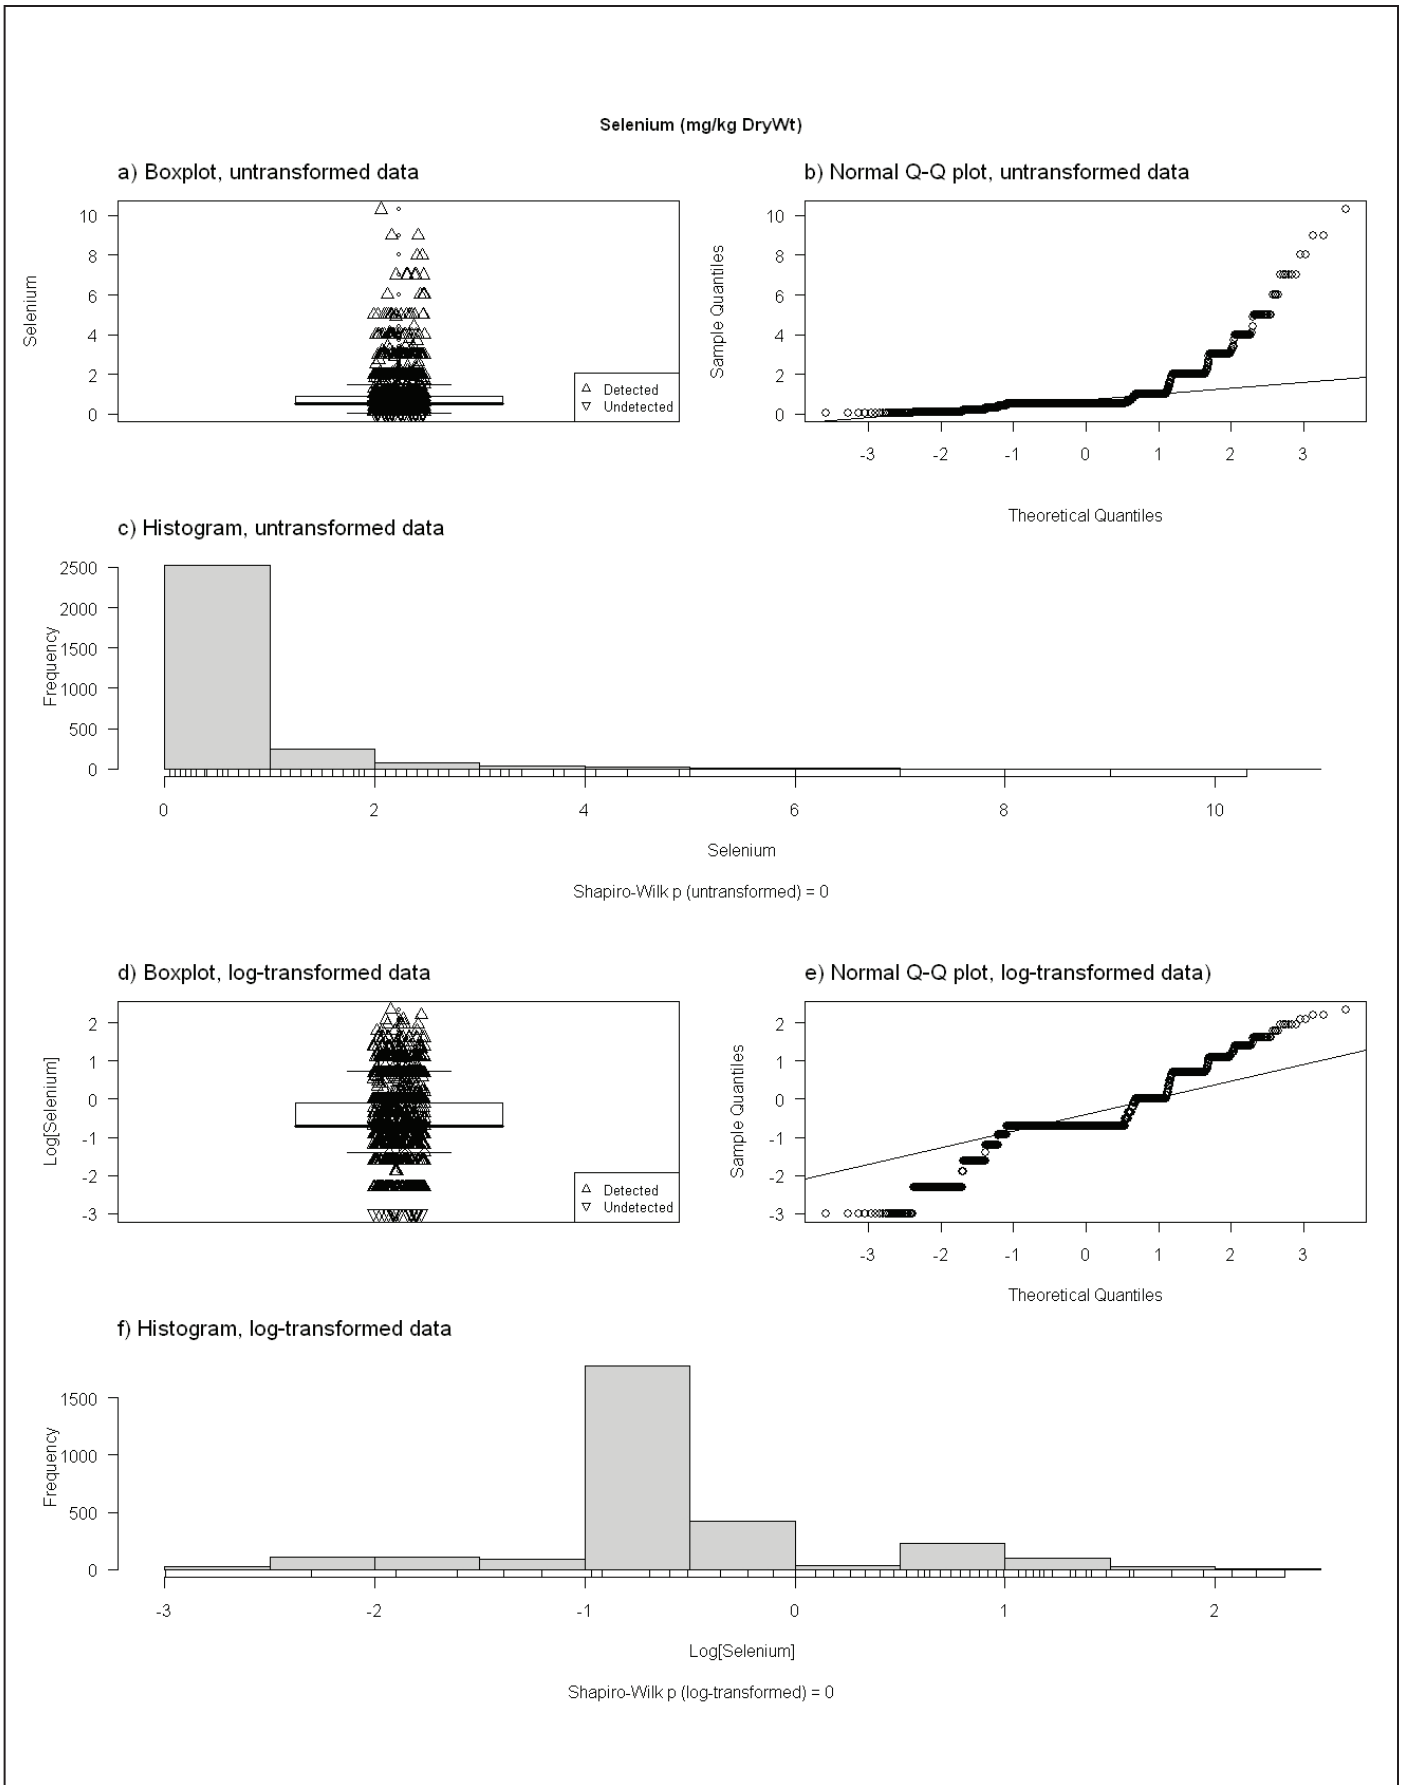 Selenium (mg/kg DryWt)
a) Boxplot, untransformed data
Selenium
10
8
6
4
2
0
Detected
Undetected
b) Normal Q-Q plot, untransformed data
Sample Quantiles
10
8
6
4
2
0
-3 -2 -1 0 1 2 3
Theoretical Quantiles
c) Histogram, untransformed data
Frequency
2500
2000
1500
1000
500
0
0 2 4 6 8 10
Selenium
Shapiro-Wilk p (untransformed) = 0
d) Boxplot, log-transformed data
Log[Selenium]
2
1
0
-1
-2
-3
Detected
Undetected
e) Normal Q-Q plot, log-transformed data)
Sample Quantiles
2
1
0
-1
-2
-3
-3 -2 -1 0 1 2 3
Theoretical Quantiles
f) Histogram, log-transformed data
Frequency
1500
1000
500
0
-3 -2 -1 0 1 2
Log[Selenium]
Shapiro-Wilk p (log-transformed) = 0